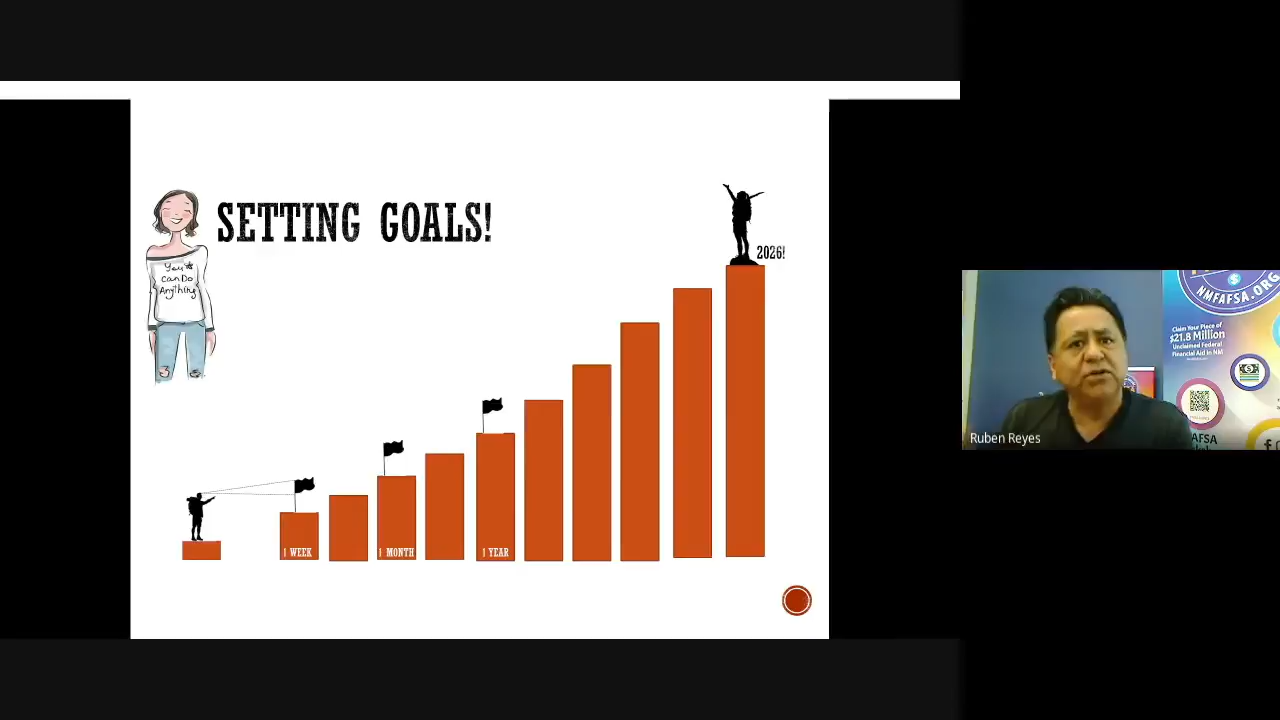 SETTING GOALS!
You
can Do
Anything
2026!
1 WEEK
1 MONTH
1 YEAR
Ruben Reyes
NMFAFSA.ORG
Claim Your Piece of
$21.8 Million
Unclaimed Federal
Financial Aid in NM
AFSA